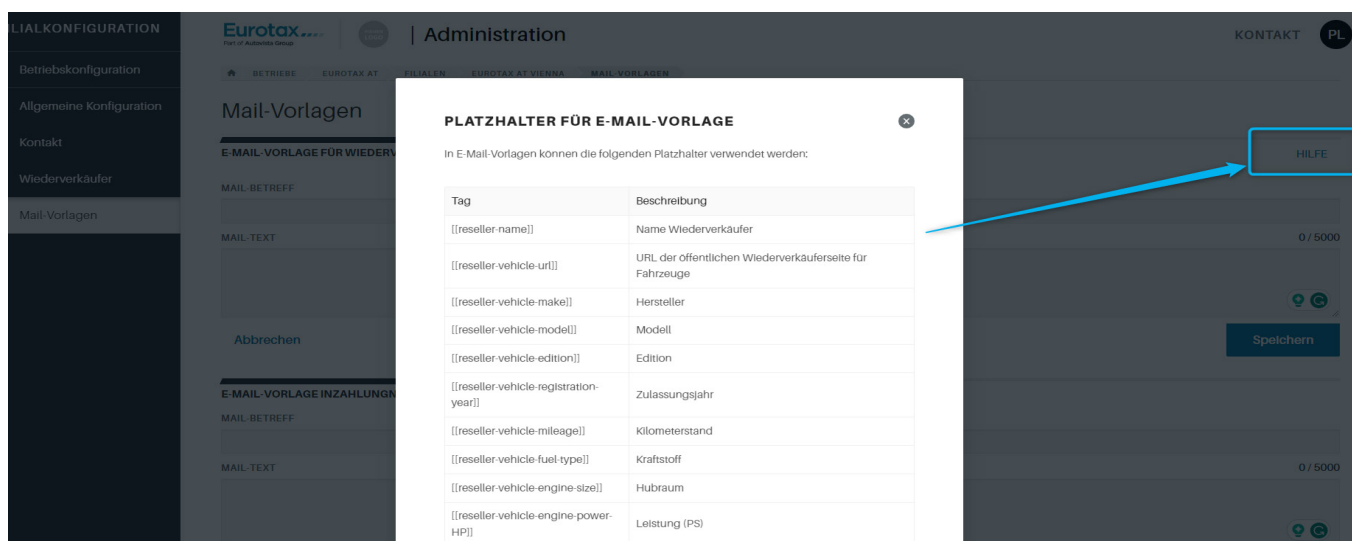 ILIALKONFIGURATION
Betriebskonfiguration
Allgemeine Konfiguration
Kontakt
Wiederverkäufer
Mail-Vorlagen
Eurotax....
Part of Autovista Group
| Administration
KONTAKT
PL
BETRIEBE EUROTAX AT FILIALEN EUROTAX AT VIENNA MAIL-VORLAGEN
Mail-Vorlagen
E-MAIL-VORLAGE FÜR WIEDERV
HILFE
MAIL-BETREFF
MAIL-TEXT
0 / 5000
Abbrechen
Speichern
E-MAIL-VORLAGE INZAHLUNGN
MAIL-BETREFF
MAIL-TEXT
0 / 5000
PLATZHALTER FÜR E-MAIL-VORLAGE
In E-Mail-Vorlagen können die folgenden Platzhalter verwendet werden:
Tag Beschreibung
[[reseller-name]] Name Wiederverkäufer
[[reseller-vehicle-url]] URL der öffentlichen Wiederverkäuferseite für
Fahrzeuge
[[reseller-vehicle-make]] Hersteller
[[reseller-vehicle-model]] Modell
[[reseller-vehicle-edition]] Edition
[[reseller-vehicle-registration-
year]] Zulassungsjahr
[[reseller-vehicle-mileage]] Kilometerstand
[[reseller-vehicle-fuel-type]] Kraftstoff
[[reseller-vehicle-engine-size]] Hubraum
[[reseller-vehicle-engine-power-
HP]] Leistung (PS)